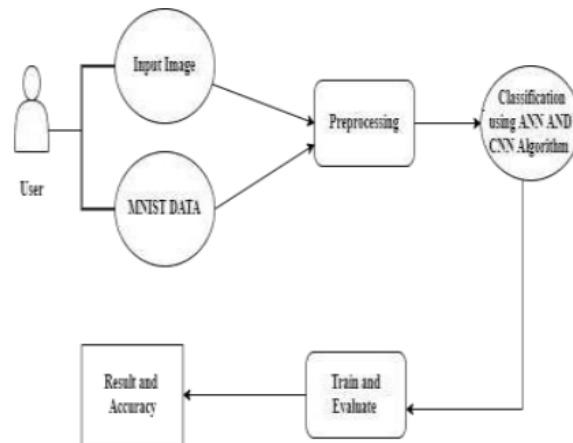 Input Image
User
MNIST DATA
Preprocessing
Classification
using ANN AND
CNN Algorithm
Train and
Evaluate
Result and
Accuracy